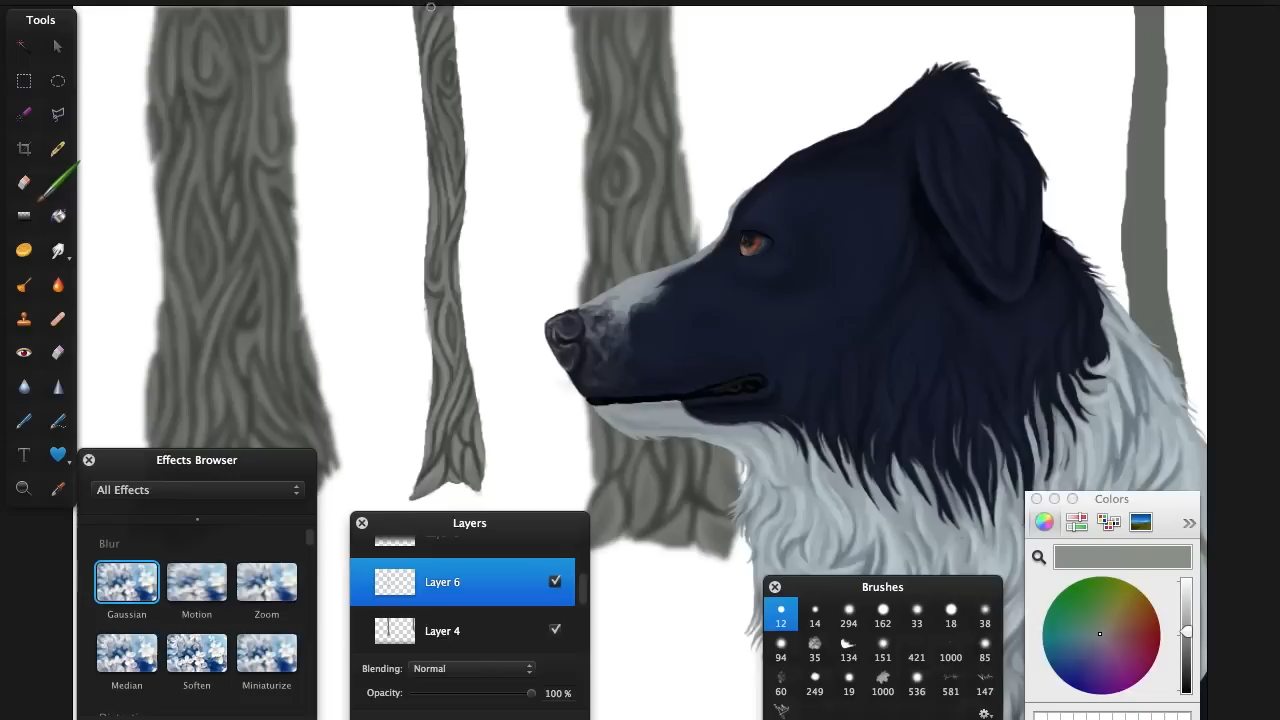 Tools
Effects Browser
All Effects
Blur
Gaussian
Motion
Zoom
Median
Soften
Miniaturize
Layers
Layer 6
Layer 4
Blending:
Normal
Opacity:
100 %
Brushes
12
14
294
162
33
18
38
94
35
134
151
421
1000
85
60
249
19
1000
536
581
147
Colors